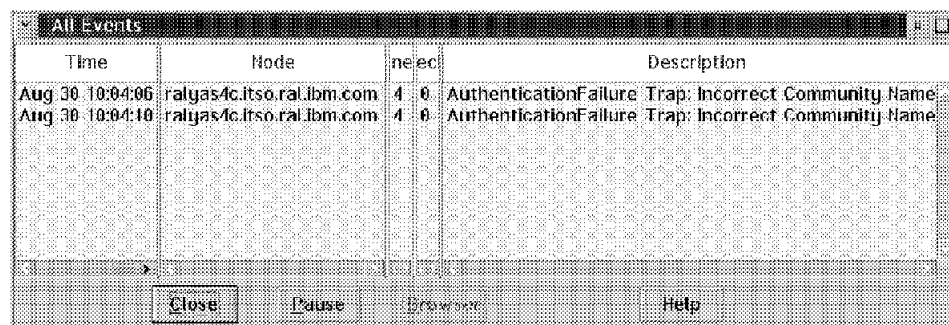 All Events
Time Node ne ec Description
Aug 30 10:04:06 ralyas4c.itso.ral.ibm.com 4 0 AuthenticationFailure Trap: Incorrect Community Name
Aug 30 10:04:10 ralyas4c.itso.ral.ibm.com 4 0 AuthenticationFailure Trap: Incorrect Community Name
Close Pause Browser Help